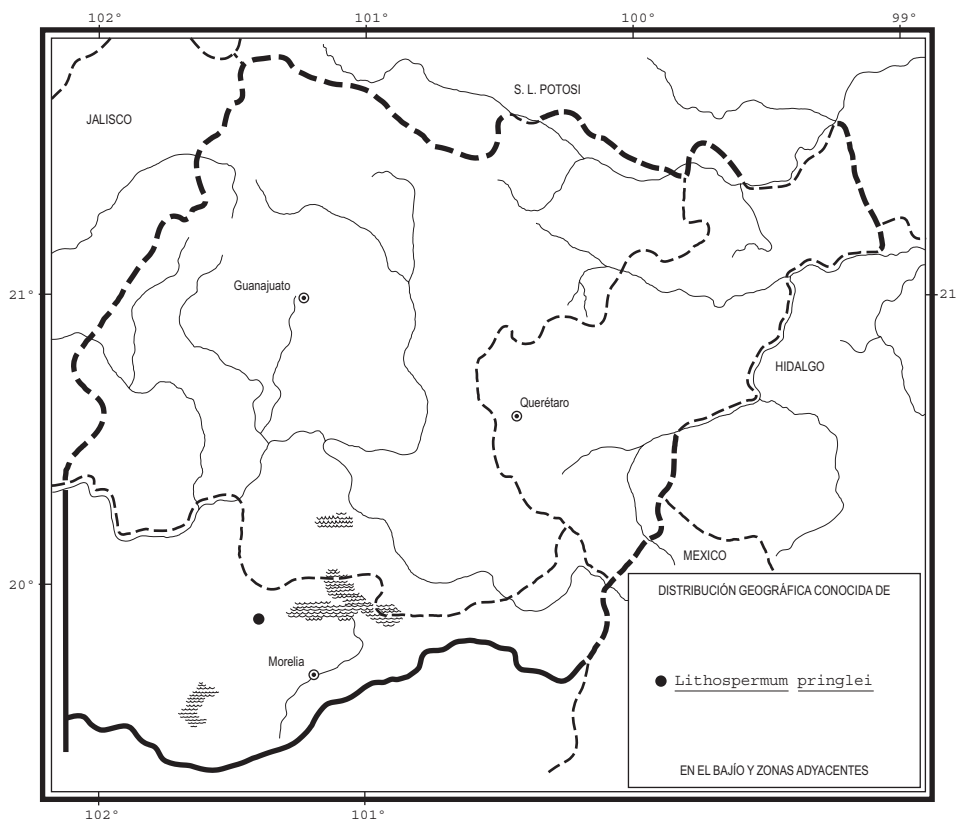 102°
101°
100°
99°
S. L. POTOSI
JALISCO
Guanajuato
21°
21
HIDALGO
Querétaro
MEXICO
20°
DISTRIBUCIÓN GEOGRÁFICA CONOCIDA DE
Morelia
Lithospermum pringlei
EN EL BAJÍO Y ZONAS ADYACENTES
102°
101°